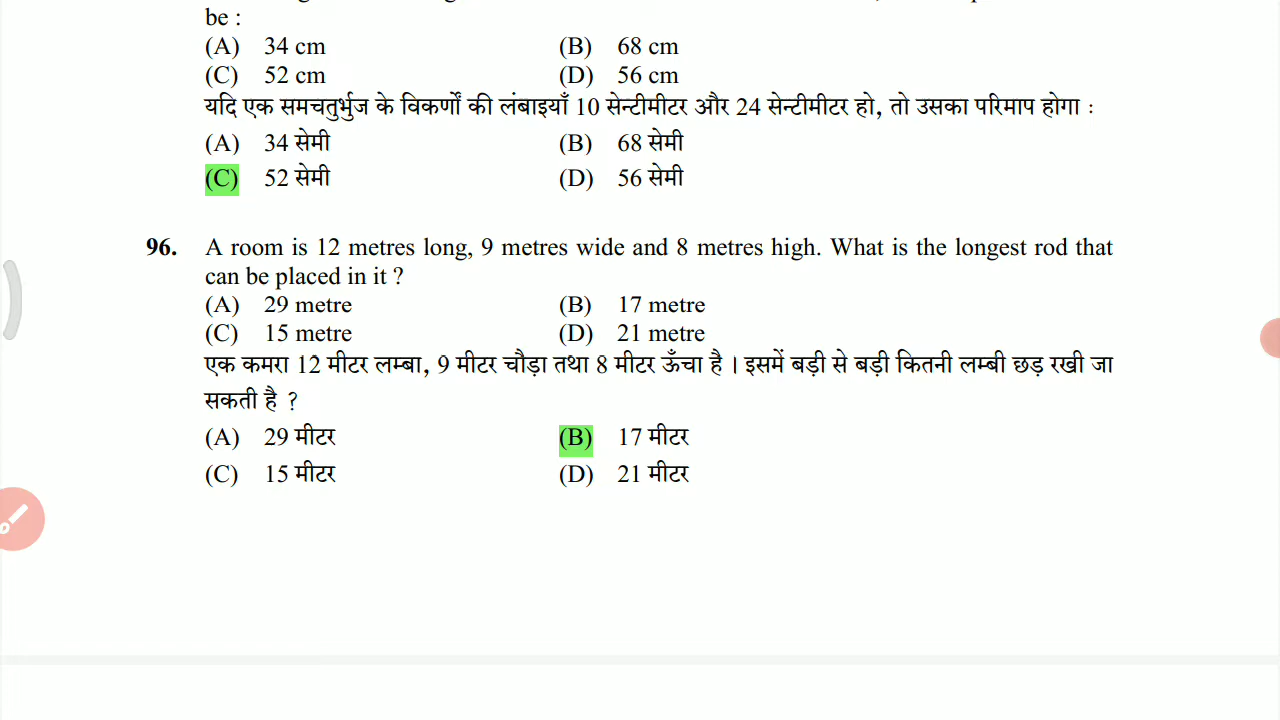 be :
(A) 34 cm (B) 68 cm
(C) 52 cm (D) 56 cm
यदि एक समचतुर्भुज के विकर्णों की लंबाइयाँ 10 सेन्टीमीटर और 24 सेन्टीमीटर हो, तो उसका परिमाप होगा :
(A) 34 सेमी (B) 68 सेमी
(C) 52 सेमी (D) 56 सेमी
96. A room is 12 metres long, 9 metres wide and 8 metres high. What is the longest rod that
can be placed in it ?
(A) 29 metre (B) 17 metre
(C) 15 metre (D) 21 metre
एक कमरा 12 मीटर लम्बा, 9 मीटर चौड़ा तथा 8 मीटर ऊँचा है । इसमें बड़ी से बड़ी कितनी लम्बी छड़ रखी जा
सकती है ?
(A) 29 मीटर (B) 17 मीटर
(C) 15 मीटर (D) 21 मीटर